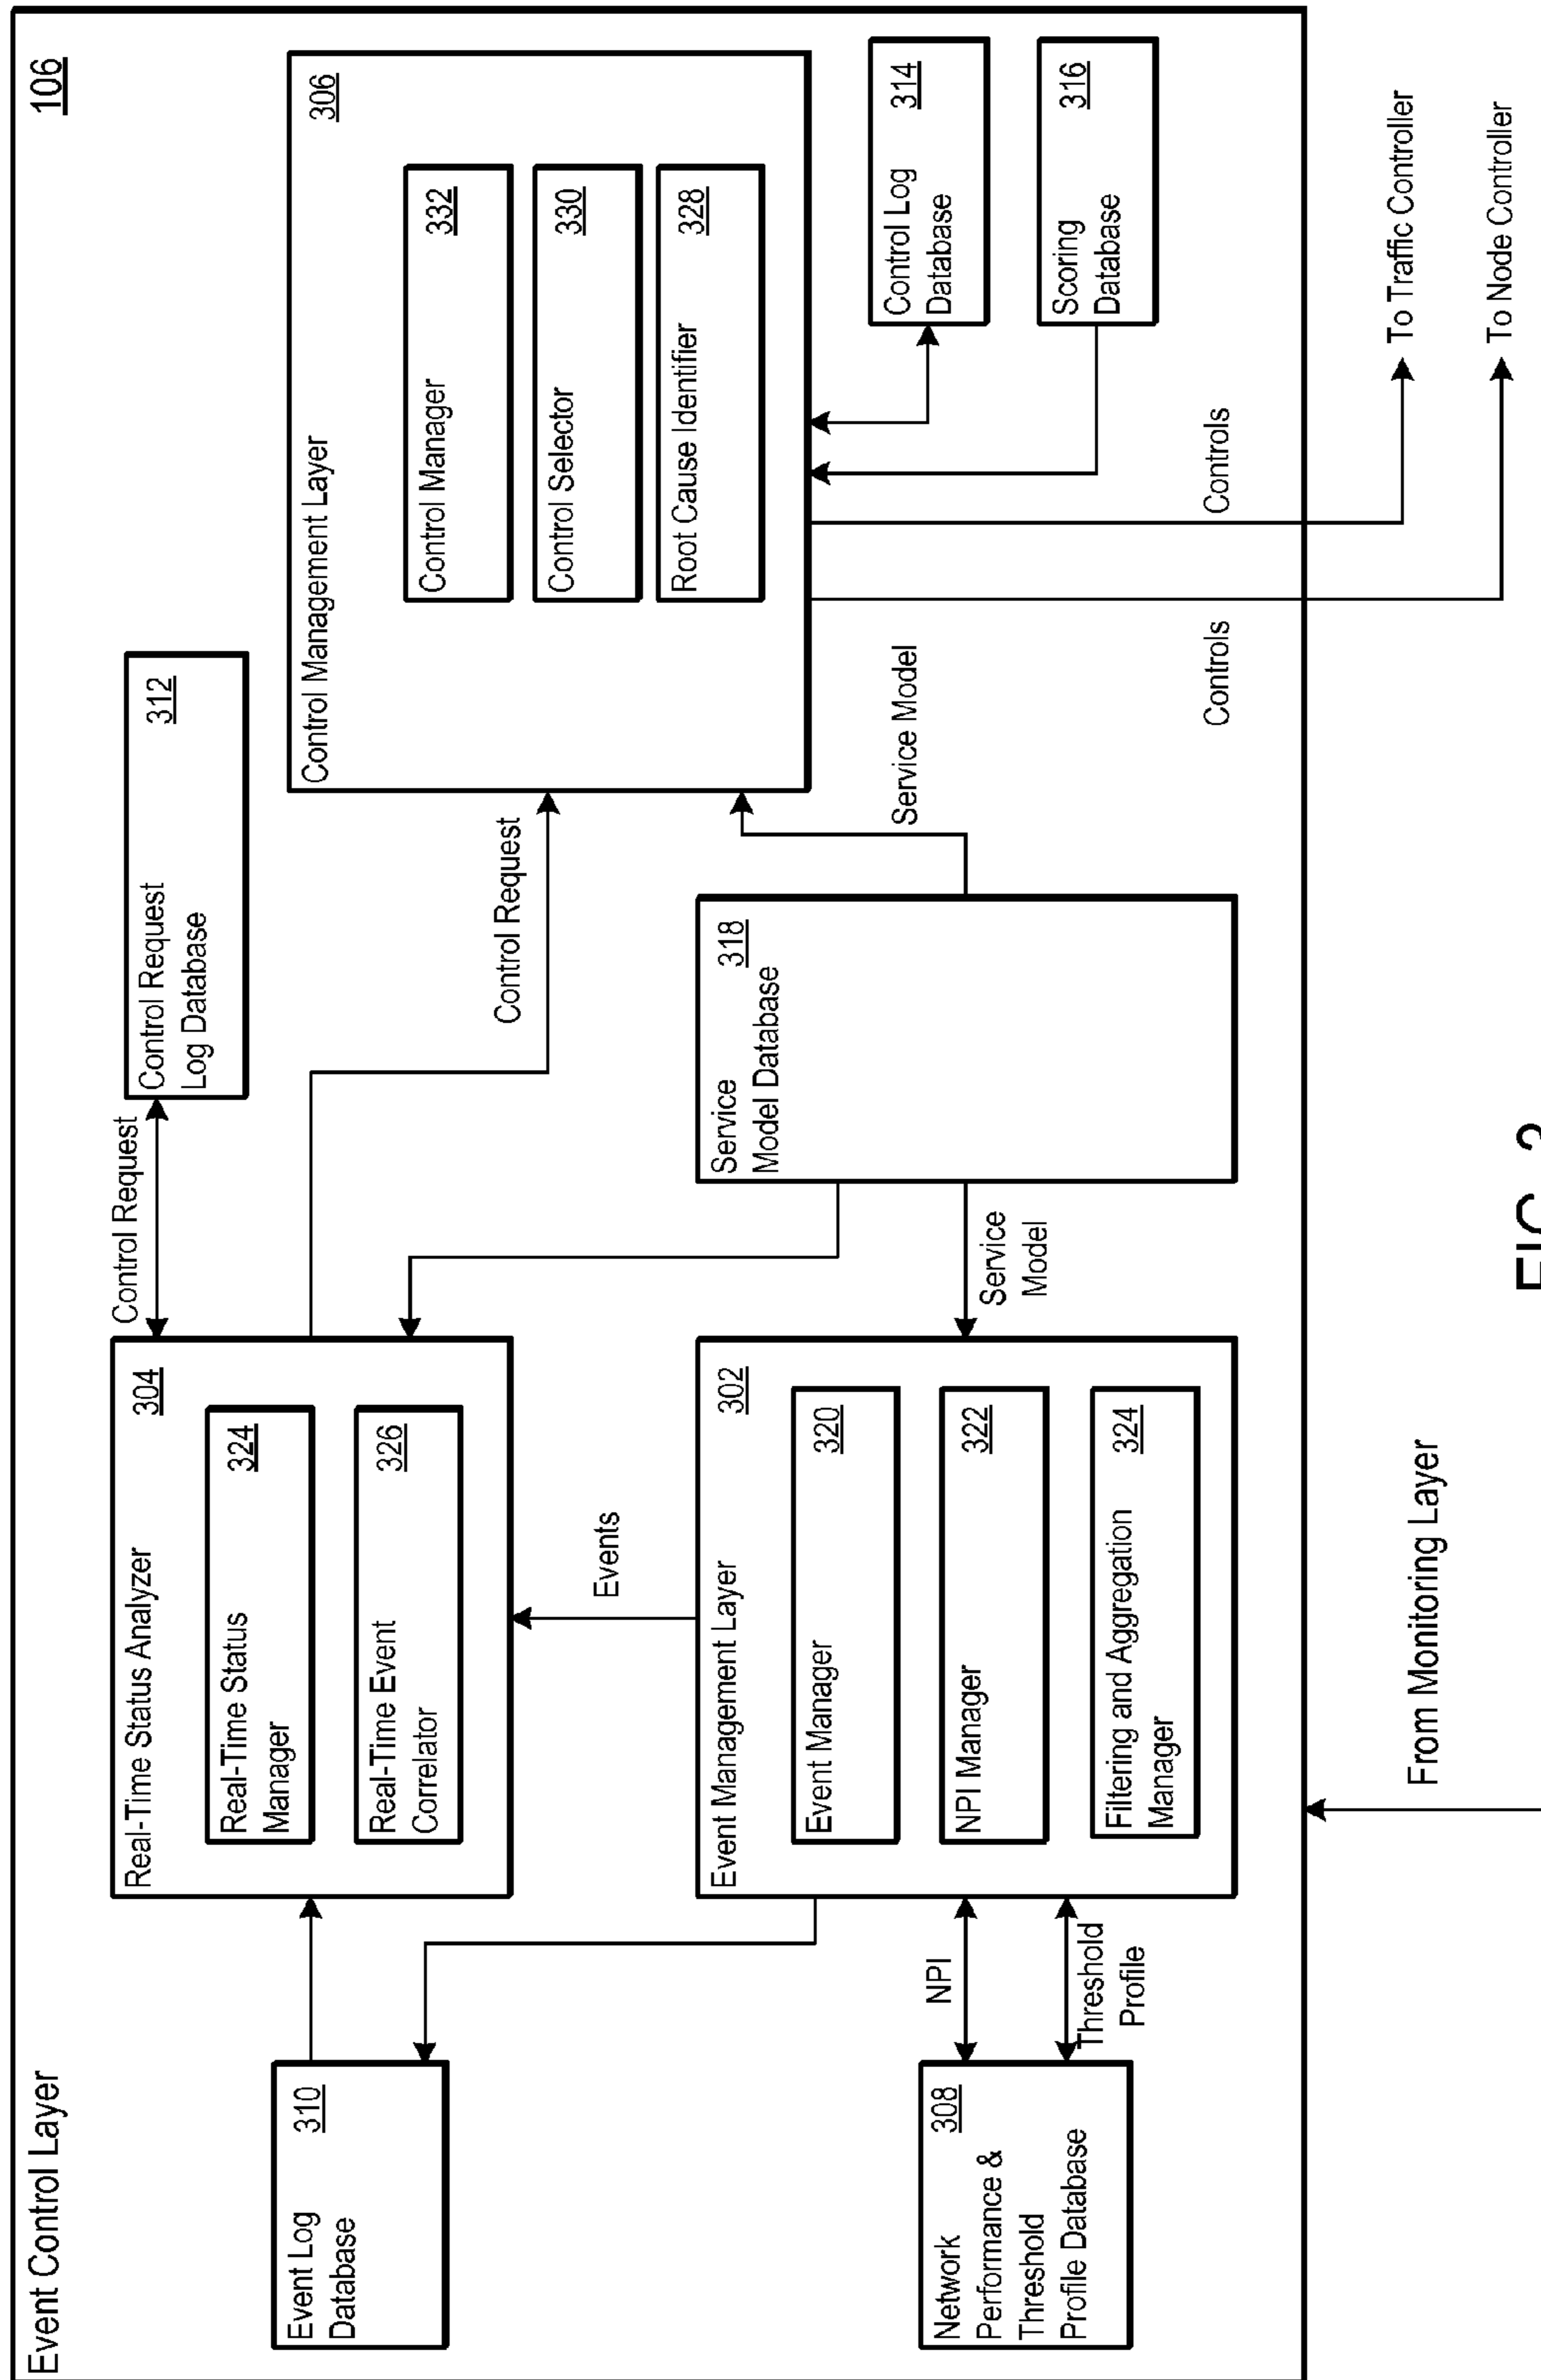 Event Control Layer
106
Event Log
Database
310
Real-Time Status Analyzer
304
Real-Time Status
Manager
324
Real-Time Event
Correlator
326
Control Request
Control Request
Log Database
312
Control Request
Control Management Layer
306
Control Manager
332
Control Selector
330
Root Cause Identifier
328
Control Log
Database
314
Scoring
Database
316
Events
Network
Performance &
Threshold
Profile Database
308
NPI
Threshold
Profile
Event Management Layer
302
Event Manager
320
NPI Manager
322
Filtering and Aggregation
Manager
324
Service
Model
Service
Model Database
318
Service Model
Controls
Controls
To Traffic Controller
To Node Controller
From Monitoring Layer